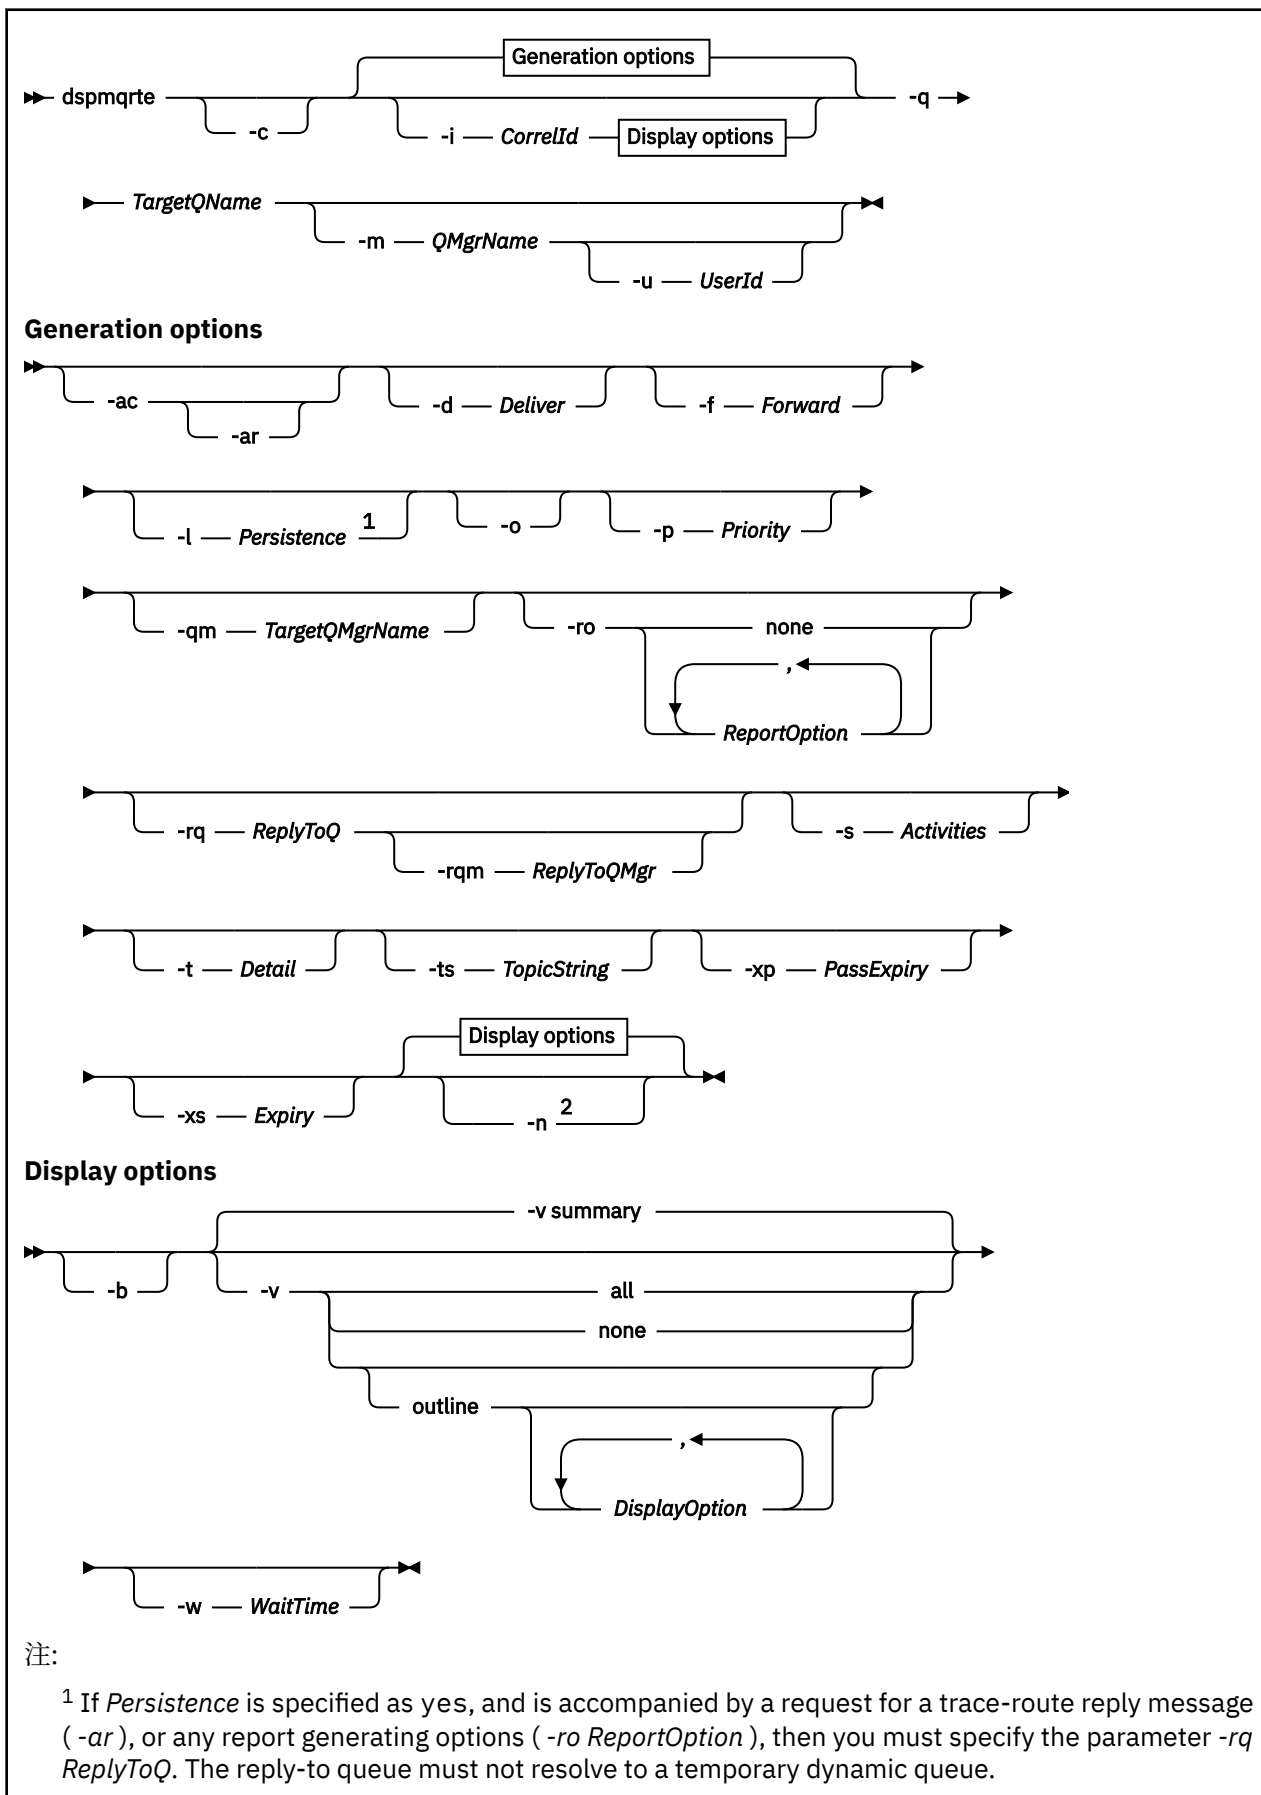 Generation options
dspmqrte -q
-c
-i CorrelId Display options
TargetQName
-m QMgrName
-u UserId
Generation options
-ac -d Deliver -f Forward
-ar
-l Persistence 1 -o -p Priority
-qm TargetQMgrName -ro none
,
ReportOption
-rq ReplyToQ -s Activities
-rqm ReplyToQMgr
-t Detail -ts TopicString -xp PassExpiry
Display options
-xs Expiry -n 2
Display options
-v summary
-b -v all
none
outline
,
DisplayOption
-w WaitTime
注:
1 If Persistence is specified as yes, and is accompanied by a request for a trace-route reply message
( -ar ), or any report generating options ( -ro ReportOption ), then you must specify the parameter -rq
ReplyToQ. The reply-to queue must not resolve to a temporary dynamic queue.